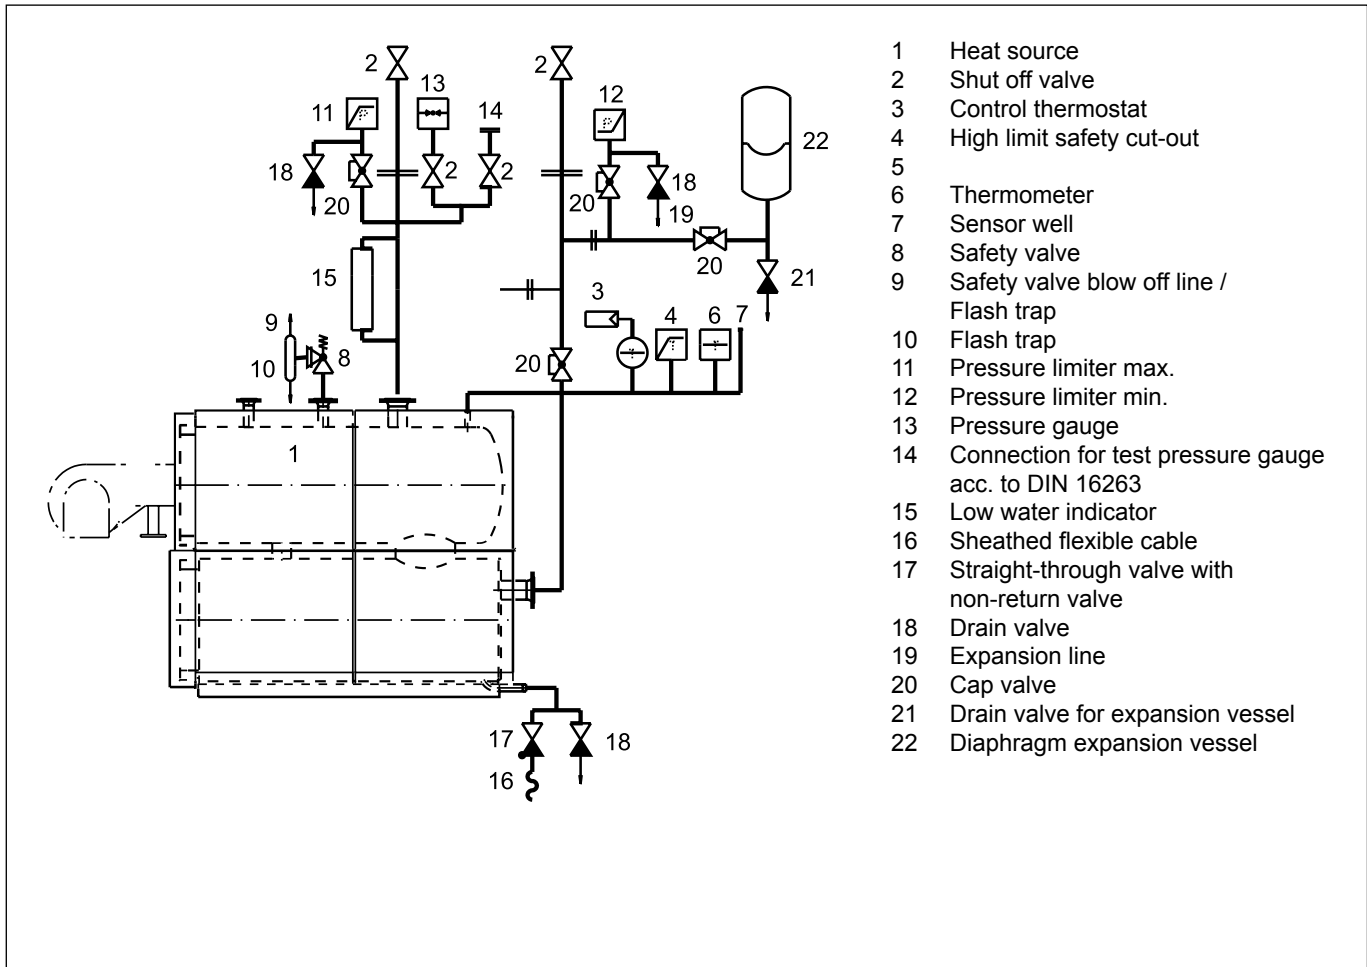 2
2
13
11
12
14
22
18
2
2
18
20
20
19
20
21
15
3
4
6
7
9
10
8
20
1
17
18
16
1 Heat source
2 Shut off valve
3 Control thermostat
4 High limit safety cut-out
5
6 Thermometer
7 Sensor well
8 Safety valve
9 Safety valve blow off line /
Flash trap
10 Flash trap
11 Pressure limiter max.
12 Pressure limiter min.
13 Pressure gauge
14 Connection for test pressure gauge
acc. to DIN 16263
15 Low water indicator
16 Sheathed flexible cable
17 Straight-through valve with
non-return valve
18 Drain valve
19 Expansion line
20 Cap valve
21 Drain valve for expansion vessel
22 Diaphragm expansion vessel